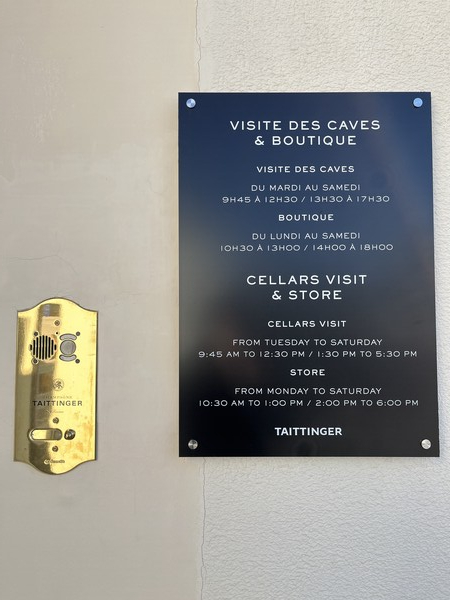 VISITE DES CAVES
& BOUTIQUE
VISITE DES CAVES
DU MARDI AU SAMEDI
9H45 À 12H30 / 13H30 À 17H30
BOUTIQUE
DU LUNDI AU SAMEDI
10H30 À 13H00 / 14H00 À 18H00
CELLARS VISIT
& STORE
CELLARS VISIT
FROM TUESDAY TO SATURDAY
9:45 AM TO 12:30 PM / 1:30 PM TO 5:30 PM
STORE
FROM MONDAY TO SATURDAY
10:30 AM TO 1:00 PM / 2:00 PM TO 6:00 PM
TAITTINGER
TAITTINGER